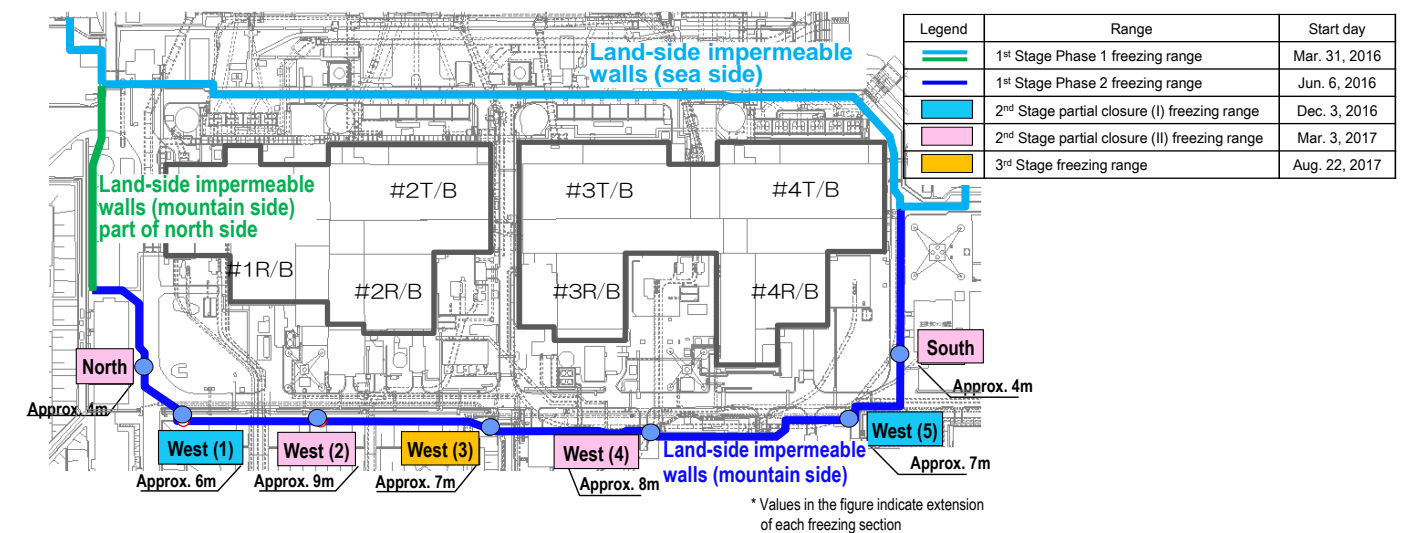 Legend Range Start day
1st Stage Phase 1 freezing range Mar. 31, 2016
1st Stage Phase 2 freezing range Jun. 6, 2016
2nd Stage partial closure (I) freezing range Dec. 3, 2016
2nd Stage partial closure (II) freezing range Mar. 3, 2017
3rd Stage freezing range Aug. 22, 2017
Land-side impermeable
walls (sea side)
Land-side impermeable
walls (mountain side)
part of north side
#2T/B
#3T/B
#4T/B
#1R/B
#2R/B
#3R/B
#4R/B
North
Approx. 4m
South
Approx. 4m
West (1)
Approx. 6m
West (2)
Approx. 9m
West (3)
Approx. 7m
West (4)
Approx. 8m
West (5)
Approx. 7m
Land-side impermeable
walls (mountain side)
* Values in the figure indicate extension
of each freezing section